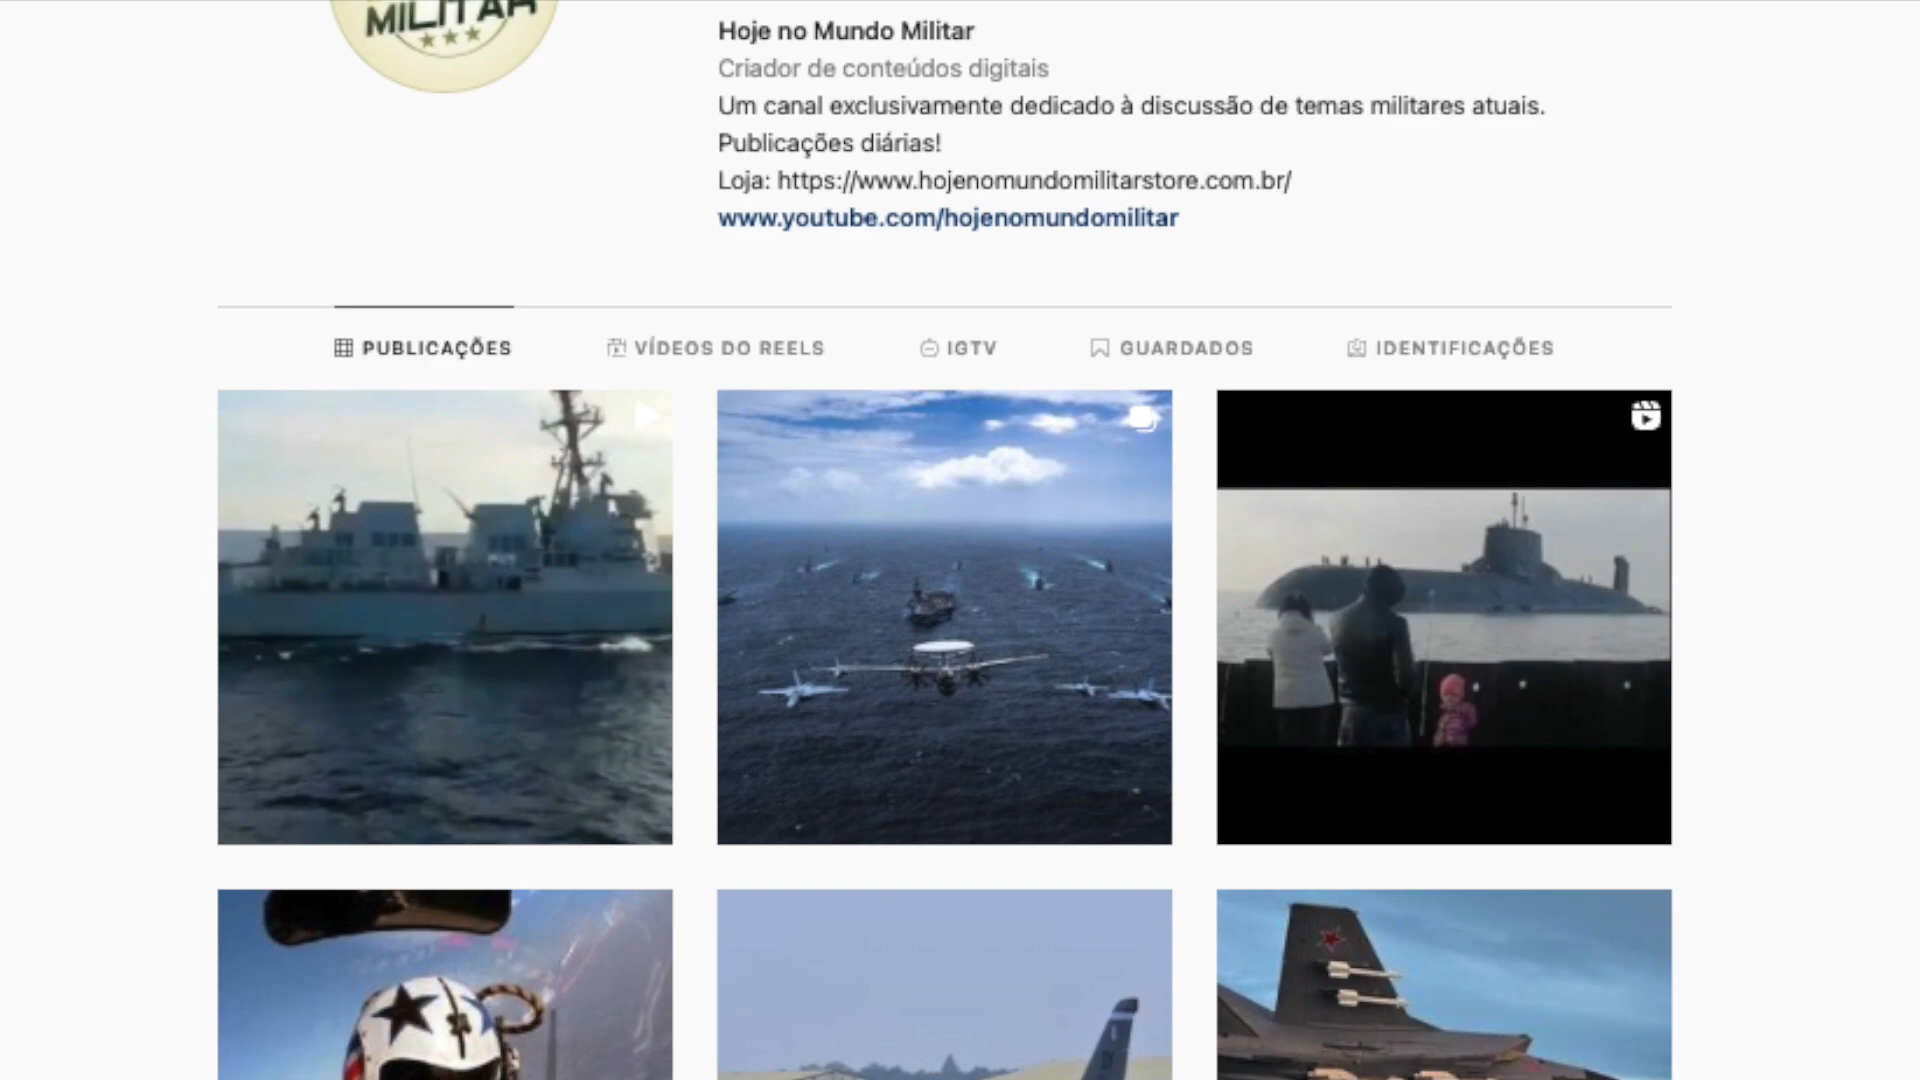 MILITAR
Hoje no Mundo Militar
Criador de conteúdos digitais
Um canal exclusivamente dedicado à discussão de temas militares atuais.
Publicações diárias!
Loja: https://www.hojenomundomilitarstore.com.br/
www.youtube.com/hojenomundomilitar
PUBLICAÇÕES VÍDEOS DO REELS IGTV GUARDADOS IDENTIFICAÇÕES